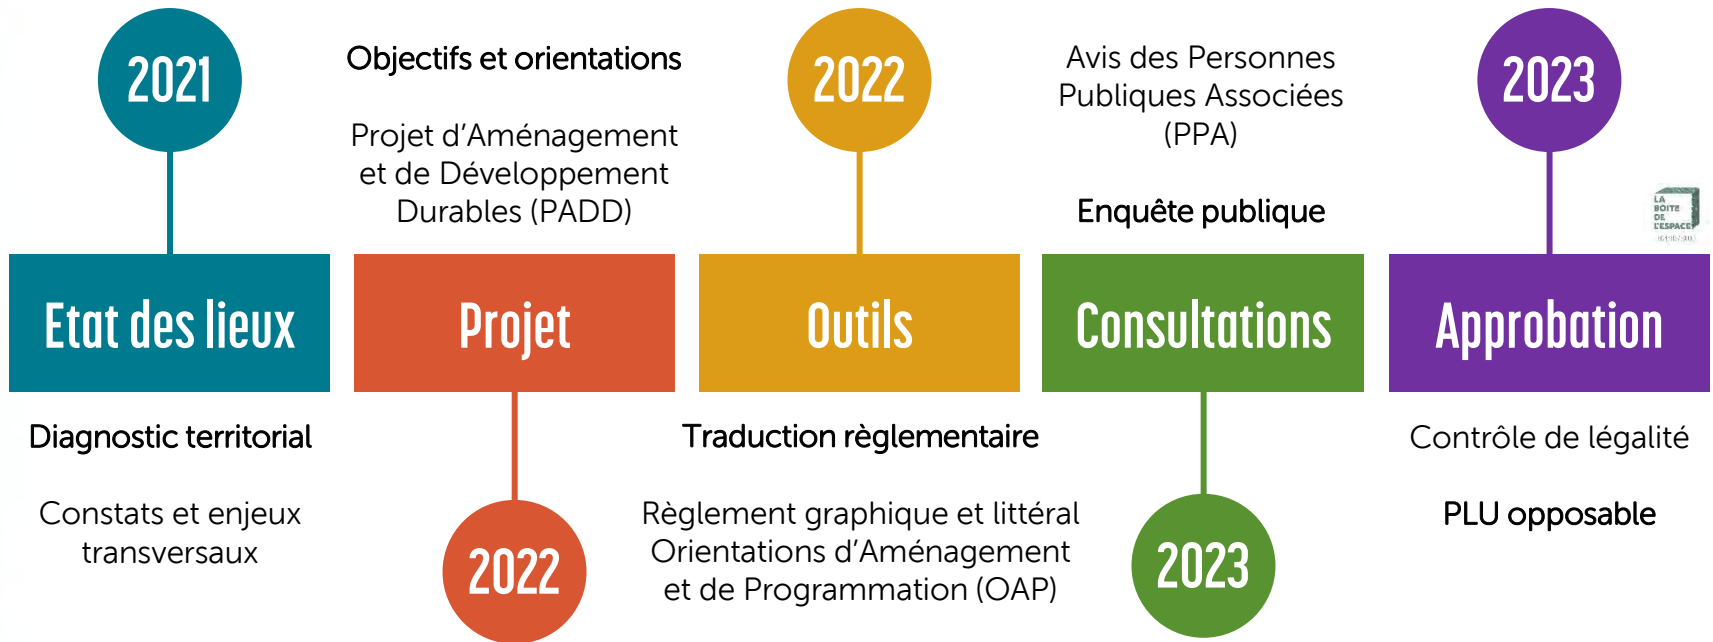 2021
Etat des lieux
Diagnostic territorial
Constats et enjeux
transversaux
Objectifs et orientations
Projet d’Aménagement
et de Développement
Durables (PADD)
Projet
2022
2022
Outils
Traduction règlementaire
Règlement graphique et littéral
Orientations d’Aménagement
et de Programmation (OAP)
Avis des Personnes
Publiques Associées
(PPA)
Enquête publique
Consultations
2023
2023
Approbation
Contrôle de légalité
PLU opposable
LA
BOITE
DE
L'ESPACE